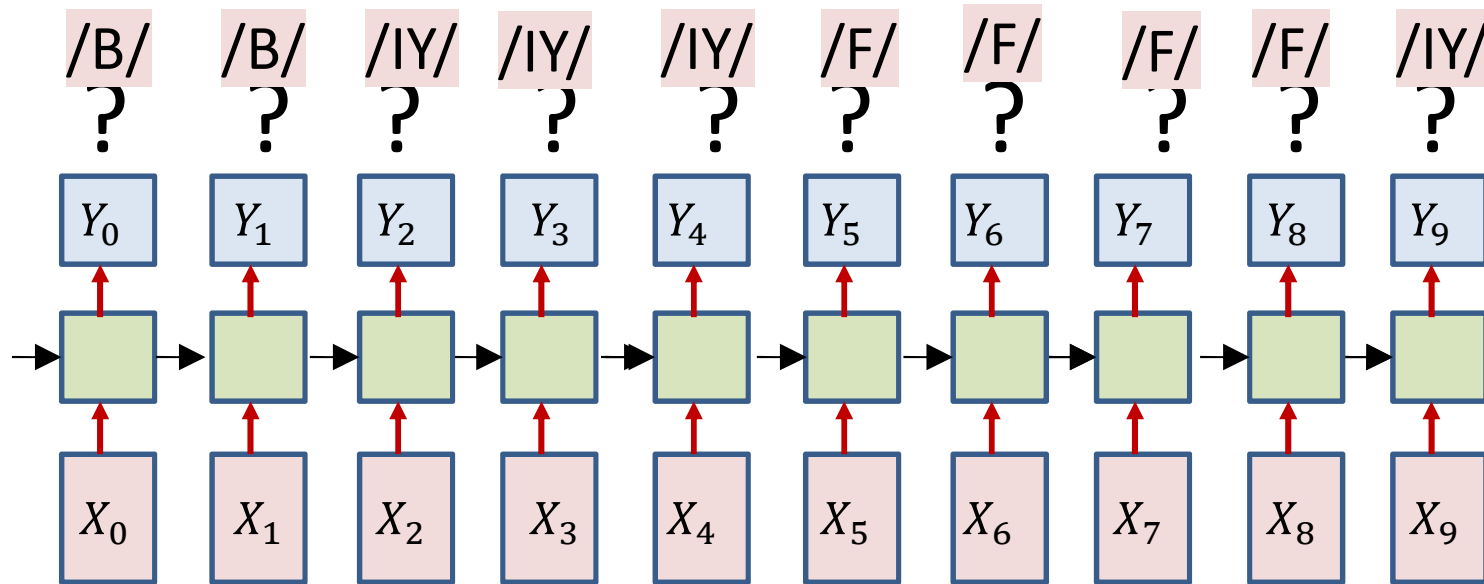 /B/ /B/ /IY/ /IY/ /IY/ /F/ /F/ /F/ /F/ /IY/
? ? ? ? ? ? ? ? ? ?
Y₀ Y₁ Y₂ Y₃ Y₄ Y₅ Y₆ Y₇ Y₈ Y₉
X₀ X₁ X₂ X₃ X₄ X₅ X₆ X₇ X₈ X₉